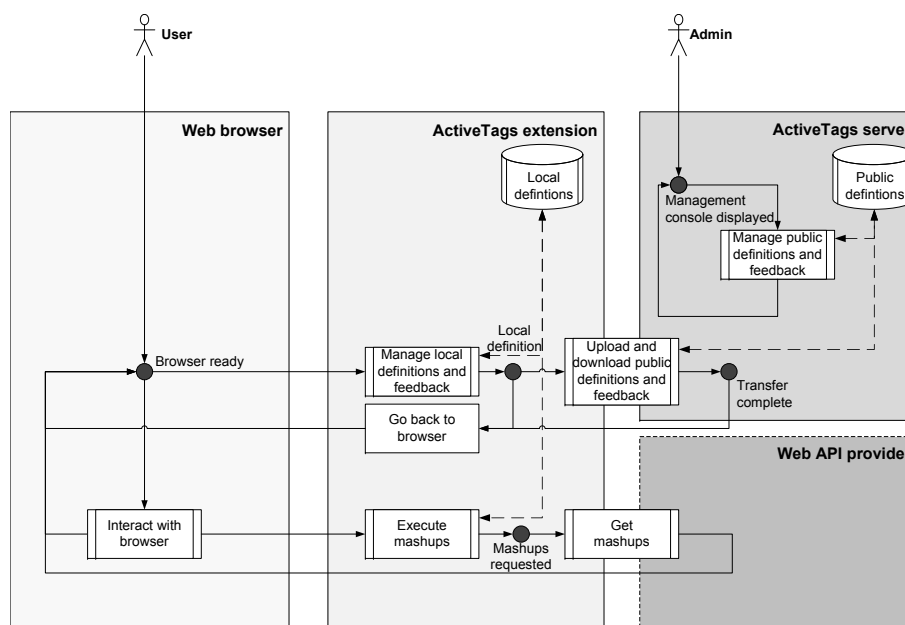 User
Admin
Web browser
ActiveTags extension
ActiveTags serve
Local
defintions
Public
defintions
Management
console displayed
Manage public
definitions and
feedback
Local
definition
Browser ready
Manage local
definitions and
feedback
Upload and
download public
definitions and
feedback
Transfer
complete
Go back to
browser
Web API provide
Interact with
browser
Execute
mashups
Mashups
requested
Get
mashups